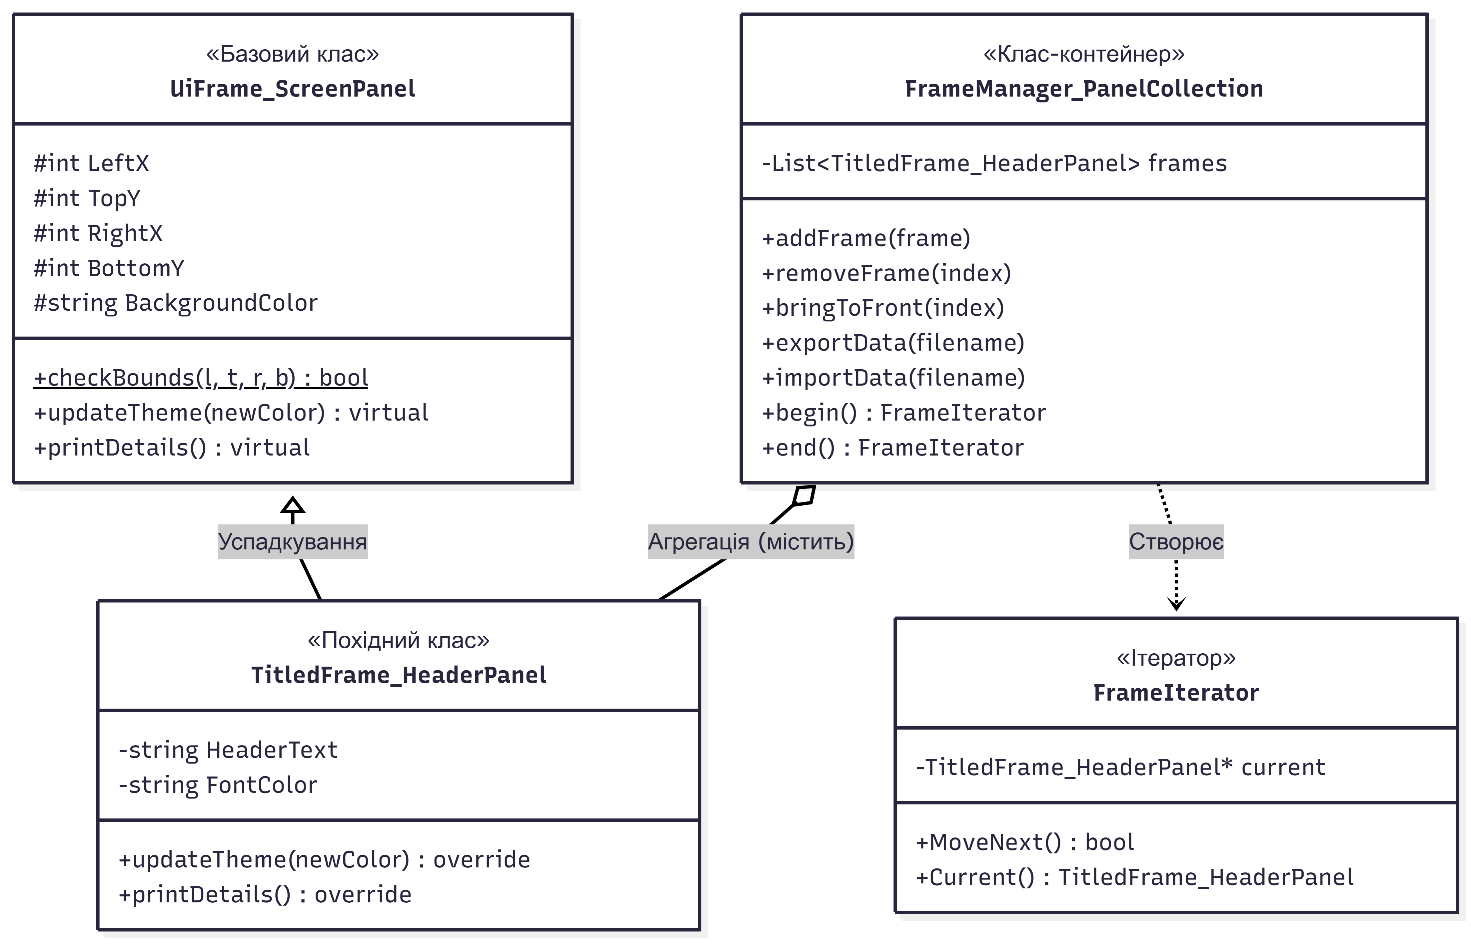 «Базовий клас»
UiFrame_ScreenPanel
#int LeftX
#int TopY
#int RightX
#int BottomY
#string BackgroundColor
+checkBounds(l, t, r, b) : bool
+updateTheme(newColor) : virtual
+printDetails() : virtual
«Клас-контейнер»
FrameManager_PanelCollection
-List<TitledFrame_HeaderPanel> frames
+addFrame(frame)
+removeFrame(index)
+bringToFront(index)
+exportData(filename)
+importData(filename)
+begin() : FrameIterator
+end() : FrameIterator
Успадкування
Агрегація (містить)
Створює
«Похідний клас»
TitledFrame_HeaderPanel
-string HeaderText
-string FontColor
+updateTheme(newColor) : override
+printDetails() : override
«Ітератор»
FrameIterator
-TitledFrame_HeaderPanel* current
+MoveNext() : bool
+Current() : TitledFrame_HeaderPanel